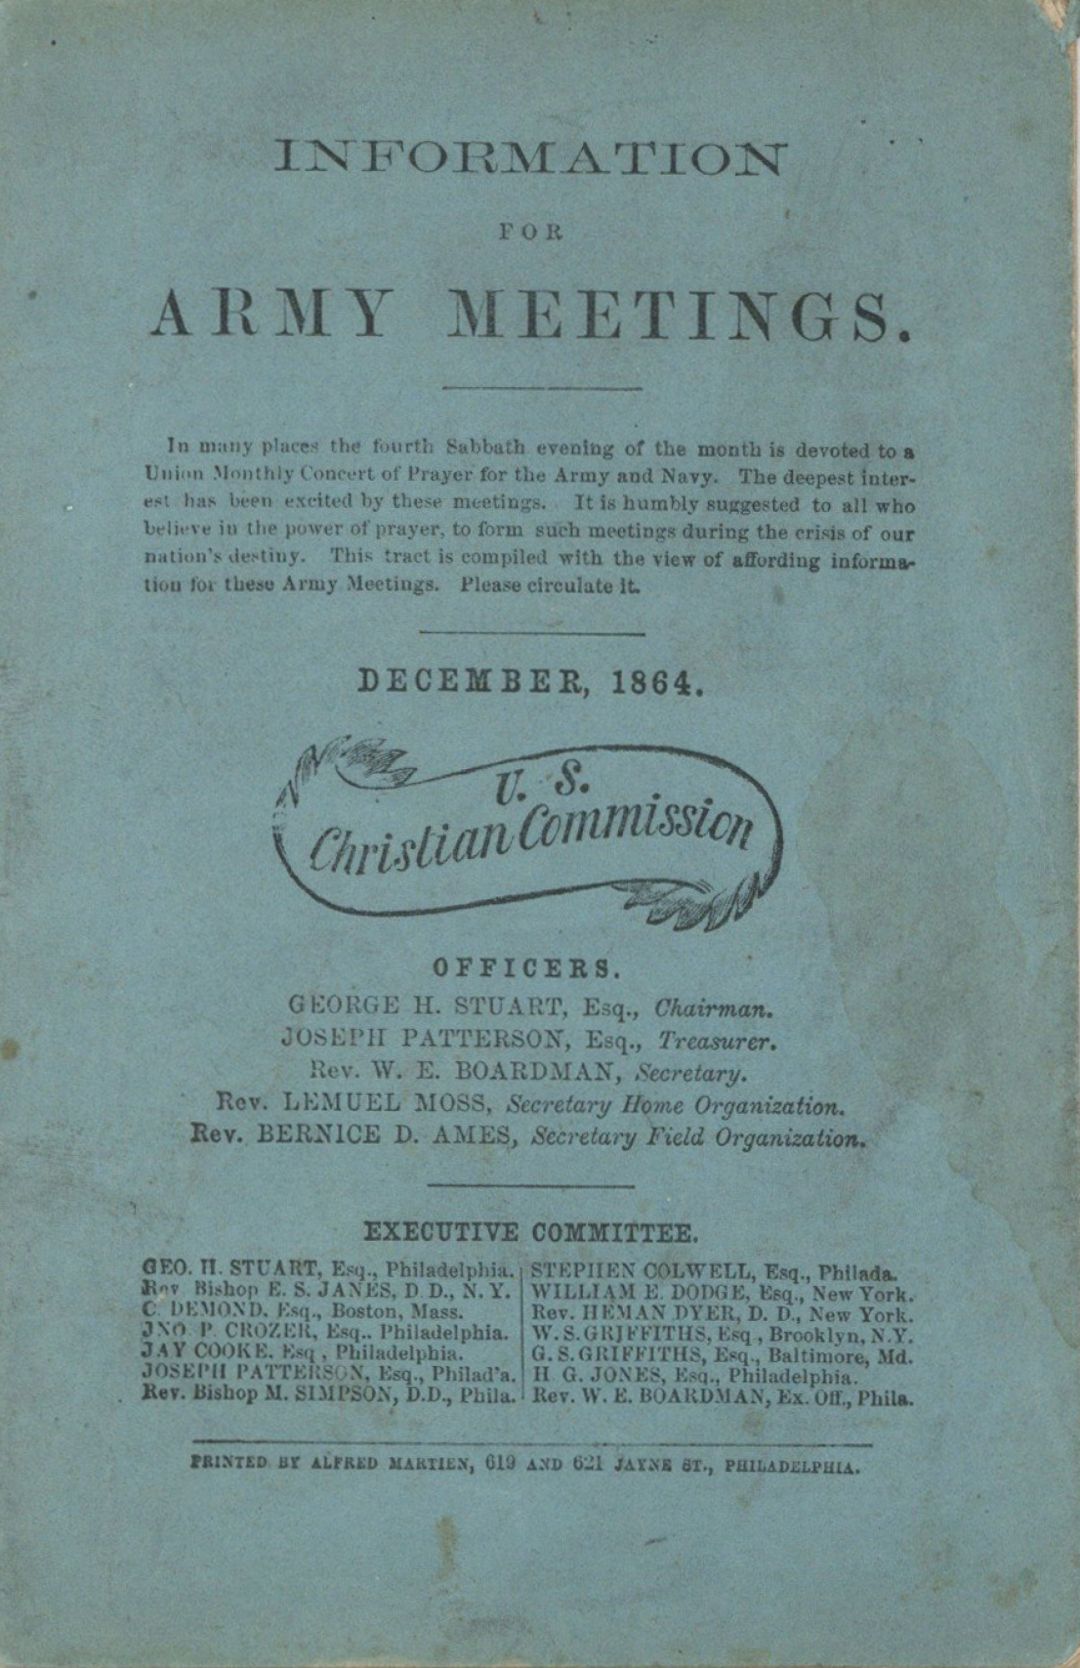 INFORMATION
FOR
ARMY MEETINGS.
In many places the fourth Sabbath evening of the month is devoted to a
Union Monthly Concert of Prayer for the Army and Navy. The deepest inter-
est has been excited by these meetings. It is humbly suggested to all who
believe in the power of prayer, to form such meetings during the crisis of our
nation's destiny. This tract is compiled with the view of affording informa-
tion for these Army Meetings. Please circulate it.
DECEMBER, 1864.
U. S.
Christian Commission
OFFICERS.
GEORGE H. STUART, Esq., Chairman.
JOSEPH PATTERSON, Esq., Treasurer.
Rev. W. E. BOARDMAN, Secretary.
Rev. LEMUEL MOSS, Secretary Home Organization.
Rev. BERNICE D. AMES, Secretary Field Organization.
EXECUTIVE COMMITTEE.
GEO. H. STUART, Esq., Philadelphia.
Rev Bishop E. S. JANES, D. D., N. Y.
C. DEMOND. Esq., Boston, Mass.
JNO. P. CROZER, Esq.. Philadelphia.
JAY COOKE. Esq , Philadelphia.
JOSEPH PATTERSON, Esq., Philad'a.
Rev. Bishop M. SIMPSON, D.D., Phila.
STEPHEN COLWELL, Esq., Philada.
WILLIAM E. DODGE, Esq., New York.
Rev. HEMAN DYER, D. D., New York.
W. S. GRIFFITHS, Esq , Brooklyn, N.Y.
G. S. GRIFFITHS, Esq., Baltimore, Md.
H. G. JONES, Esq., Philadelphia.
Rev. W. E. BOARDMAN, Ex. Off., Phila.
PRINTED BY ALFRED MARTIEN, 619 AND 621 JAYNE ST., PHILADELPHIA.